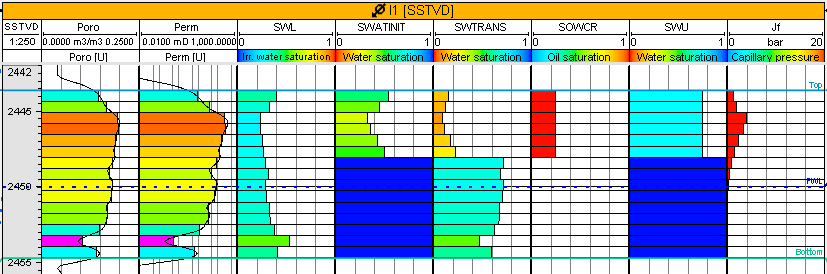 I1 [SSTVD]
SSTVD Poro Perm SWL SWATINIT SWTRANS SOWCR SWU Jf
1:250 0.0000 m3/m3 0.2500 0.0100 mD 1,000.0000 0 1 0 1 0 1 0 1 0 1 0 bar 20
Poro [U] Perm [U] Irr. water saturation Water saturation Water saturation Oil saturation Water saturation Capillary pressure
2442
Top
2445
2450
FWL
Bottom
2455